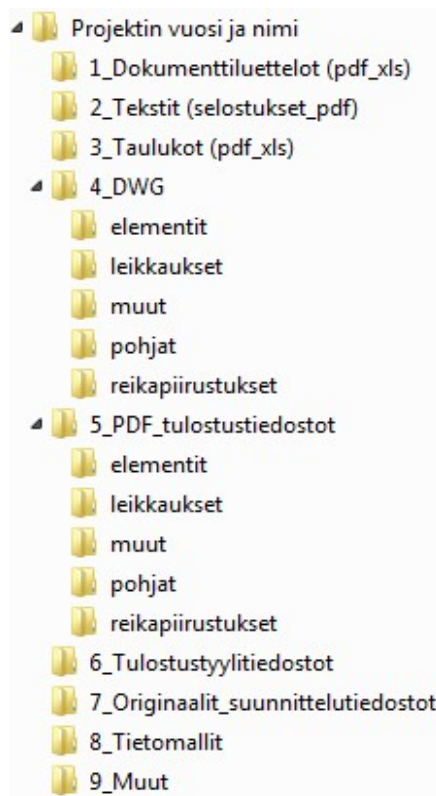 Projektin vuosi ja nimi
1_Dokumenttiluettelot (pdf_xls)
2_Tekstit (selostukset_pdf)
3_Taulukot (pdf_xls)
4_DWG
elementit
leikkaukset
muut
pohjat
reikapiirustukset
5_PDF_tulostustiedostot
elementit
leikkaukset
muut
pohjat
reikapiirustukset
6_Tulostustyylitiedostot
7_Originaalit_suunnittelutiedostot
8_Tietomallit
9_Muut